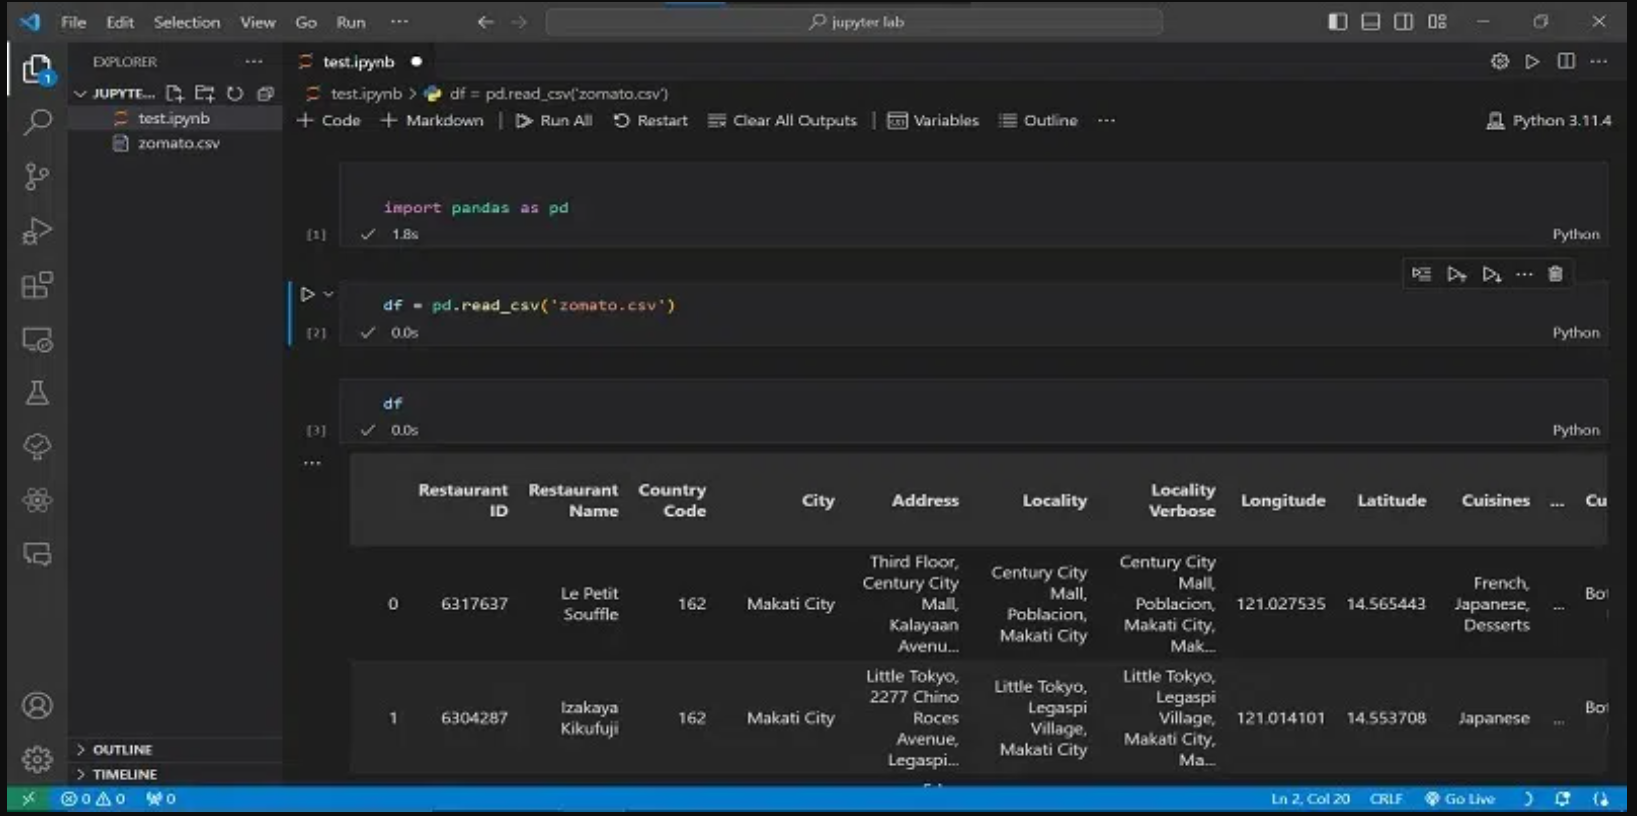 File Edit Selection View Go Run ...
jupyter lab
EXPLORER ...
JUPYTE...
test.ipynb
zomato.csv
OUTLINE
TIMELINE
test.ipynb
test.ipynb > df = pd.read_csv('zomato.csv')
+ Code + Markdown | Run All Restart Clear All Outputs | Variables Outline ...
Python 3.11.4
import pandas as pd
[1] 1.8s Python
df = pd.read_csv('zomato.csv')
[2] 0.0s Python
df
[3] 0.0s Python
...
Restaurant ID Restaurant Name Country Code City Address Locality Locality Verbose Longitude Latitude Cuisines ... Cu
0 6317637 Le Petit Souffle 162 Makati City Third Floor, Century City Mall, Kalayaan Avenu... Century City Mall, Poblacion, Makati City Century City Mall, Poblacion, Makati City, Mak... 121.027535 14.565443 French, Japanese, Desserts ... Bot
1 6304287 Izakaya Kikufuji 162 Makati City Little Tokyo, 2277 Chino Roces Avenue, Legaspi... Little Tokyo, Legaspi Village, Makati City Little Tokyo, Legaspi Village, Makati City, Ma... 121.014101 14.553708 Japanese ... Bot
0 0 0 Ln 2, Col 20 CRLF Go Live